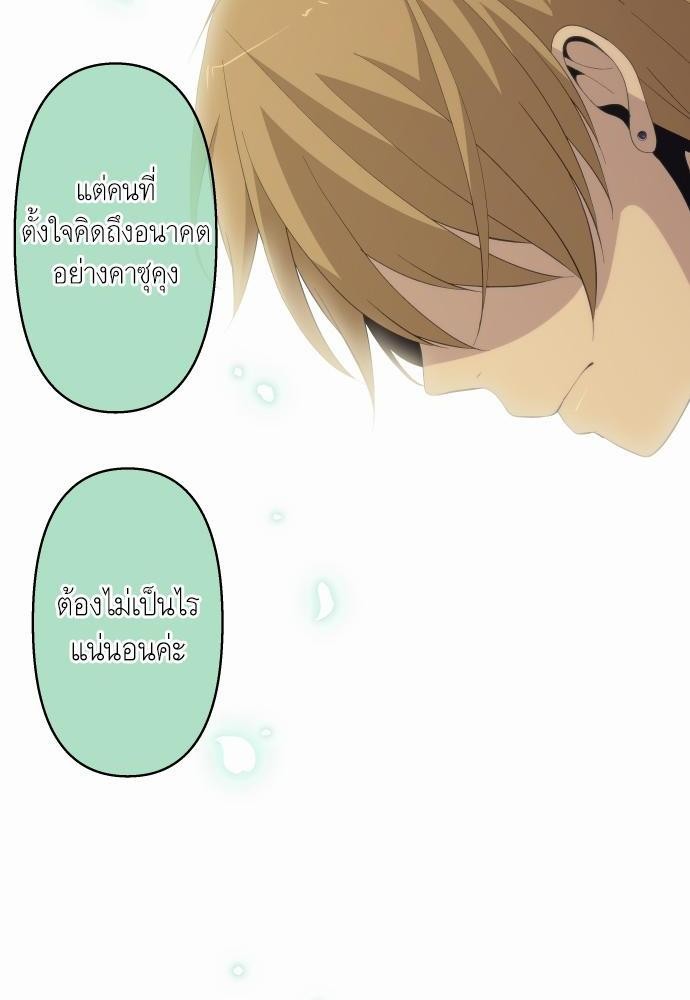 แต่คนที่
ตั้งใจคิดถึงอนาคต
อย่างคาซุคุง
ต้องไม่เป็นไร
แน่นอนค่ะ